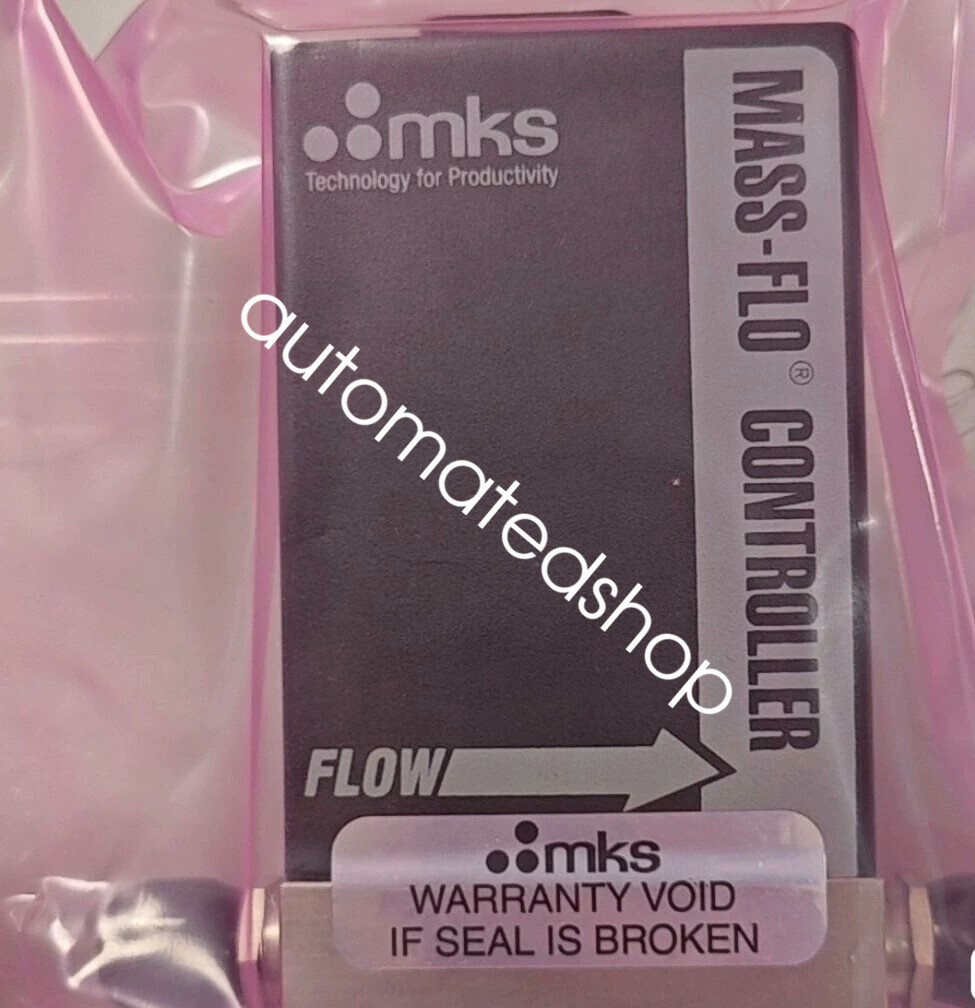 mks
Technology for Productivity
MASS-FLO® CONTROLLER
automatedshop
FLOW
mks
WARRANTY VOID
IF SEAL IS BROKEN